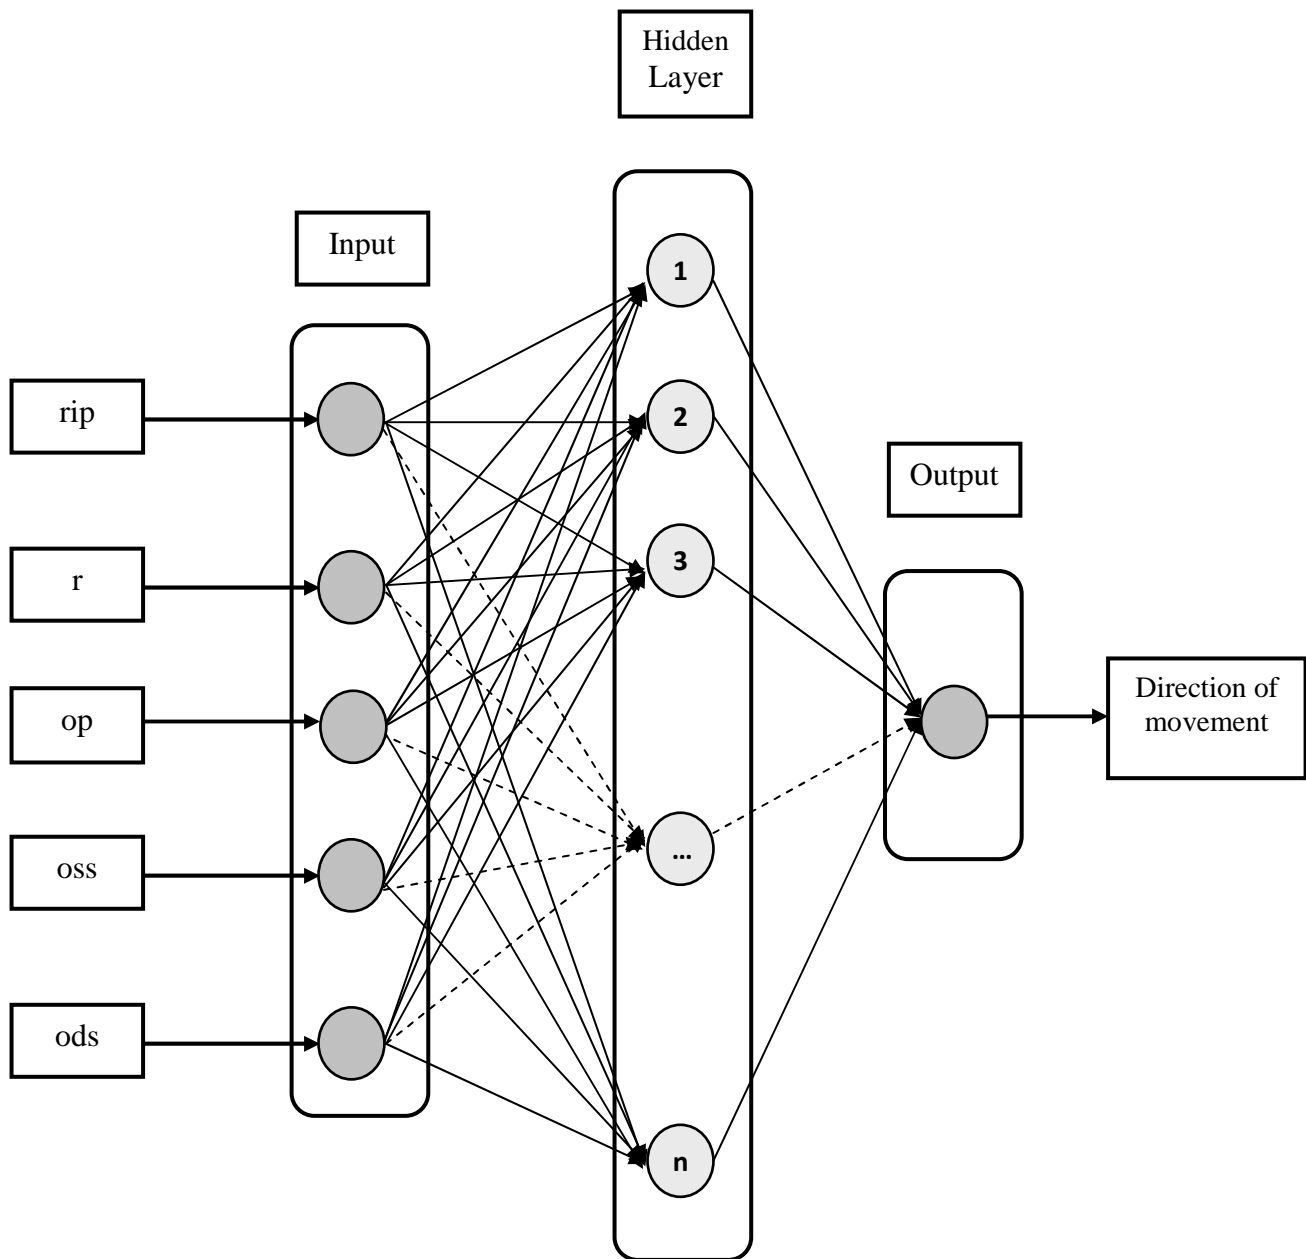 Hidden
Layer
Input
1
rip
2
Output
r
3
op
Direction of
movement
oss
...
ods
n